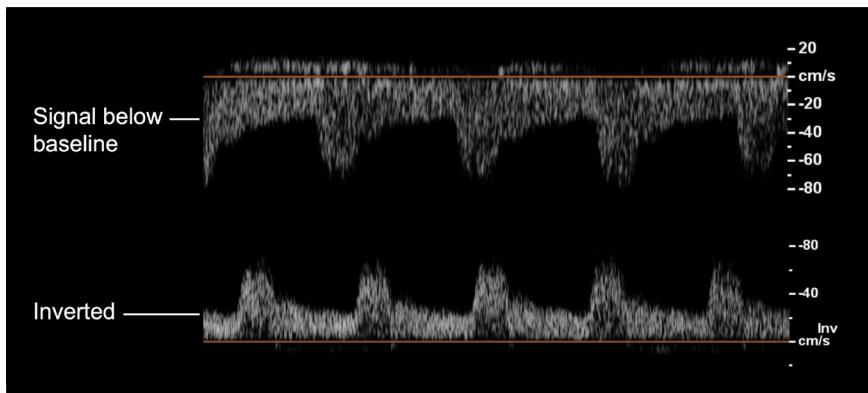 20
cm/s
-20
Signal below
baseline
-40
-60
-80
-80
-40
Inverted
Inv
cm/s